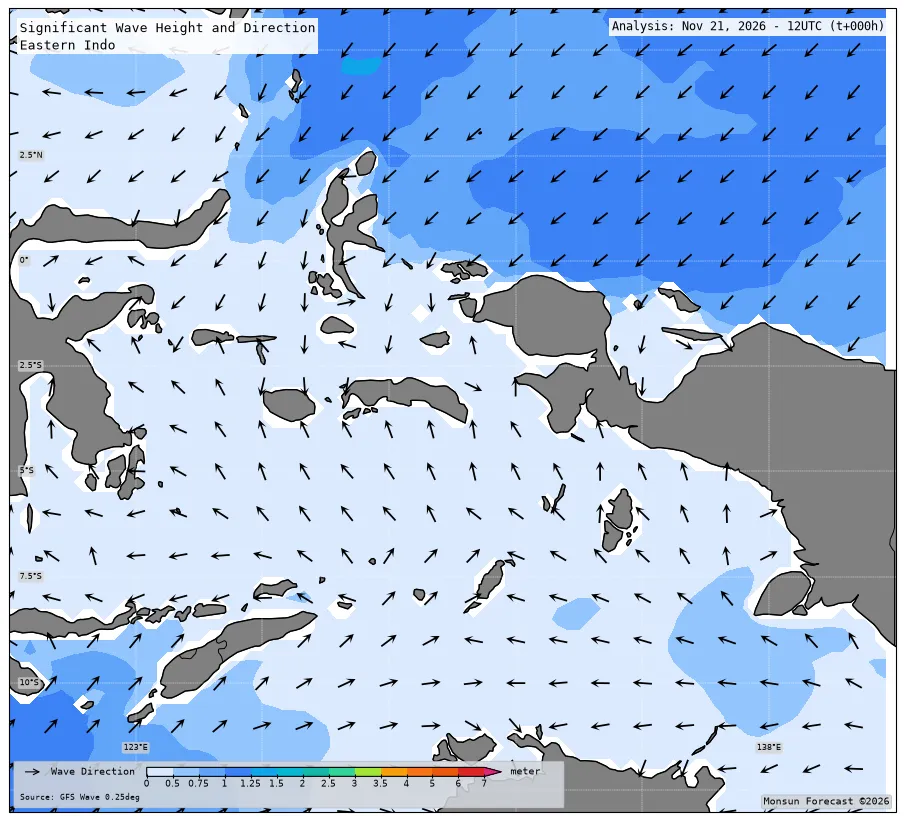 Significant Wave Height and Direction
Eastern Indo
Analysis: Nov 21, 2026 - 12UTC (t+000h)
2.5°N
0°
2.5°S
5°S
7.5°S
10°S
123°E
138°E
Wave Direction
meter
0 0.5 0.75 1 1.25 1.5 2 2.5 3 3.5 4 5 6 7
Source: GFS Wave 0.25deg
Monsun Forecast ©2026